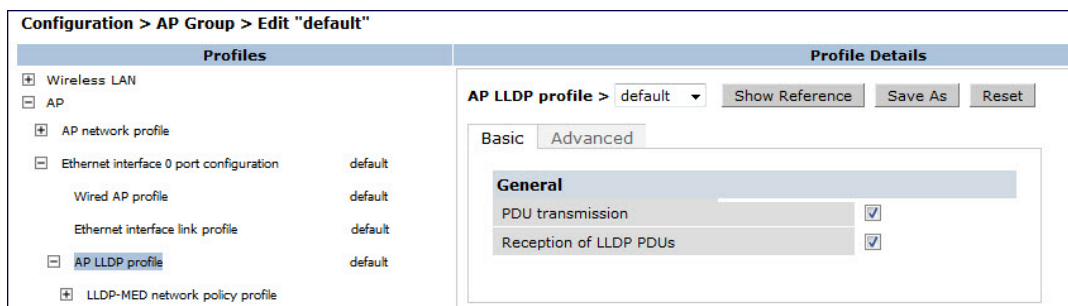 Configuration > AP Group > Edit "default"
Profiles
Wireless LAN
AP
AP network profile
Ethernet interface 0 port configuration default
Wired AP profile default
Ethernet interface link profile default
AP LLDP profile default
LLDP-MED network policy profile
Profile Details
AP LLDP profile > default Show Reference Save As Reset
Basic Advanced
General
PDU transmission
Reception of LLDP PDUs